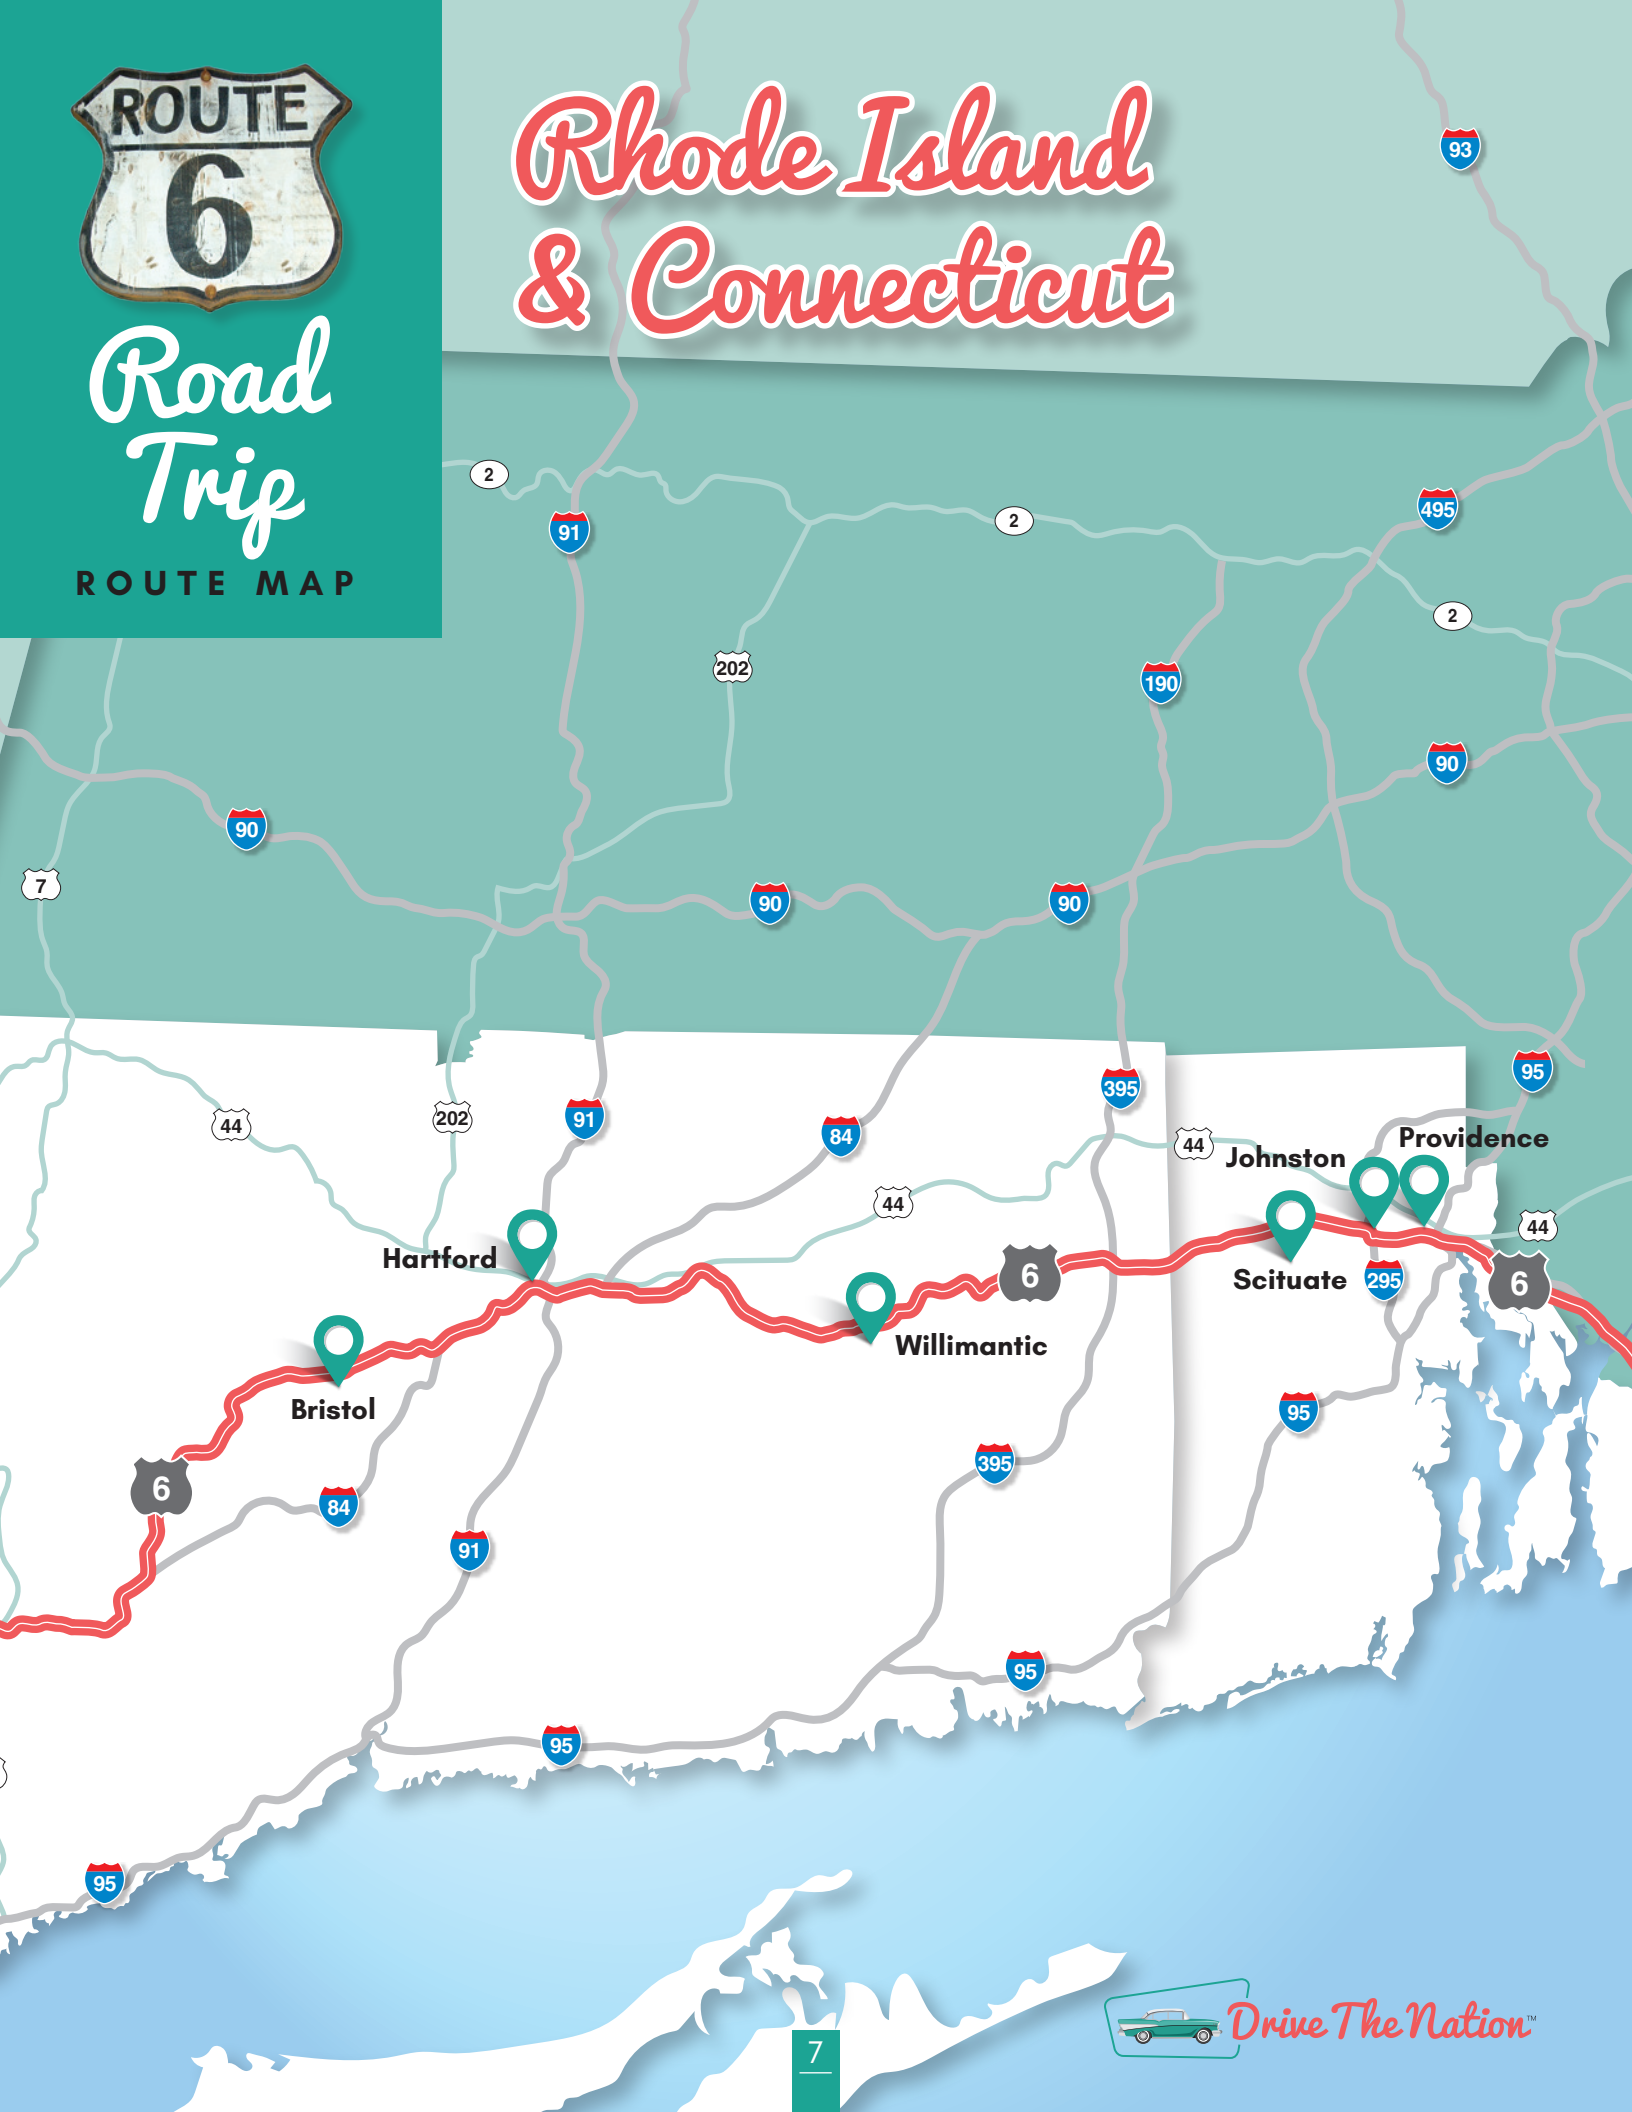 ROUTE
6
Road
Trip
ROUTE MAP
Rhode Island
& Connecticut
93
2
91
2
495
2
202
190
90
90
7
90
90
95
395
44
202
91
84
44
Providence
Johnston
44
44
Hartford
6
Scituate
295
6
Willimantic
Bristol
95
395
6
84
91
95
95
95
7
Drive The Nation™